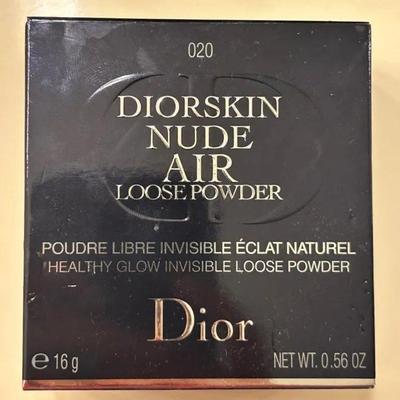 020
DIORSKIN
NUDE
AIR
LOOSE POWDER
POUDRE LIBRE INVISIBLE ÉCLAT NATUREL
HEALTHY GLOW INVISIBLE LOOSE POWDER
Dior
℮ 16 g NET WT. 0.56 OZ